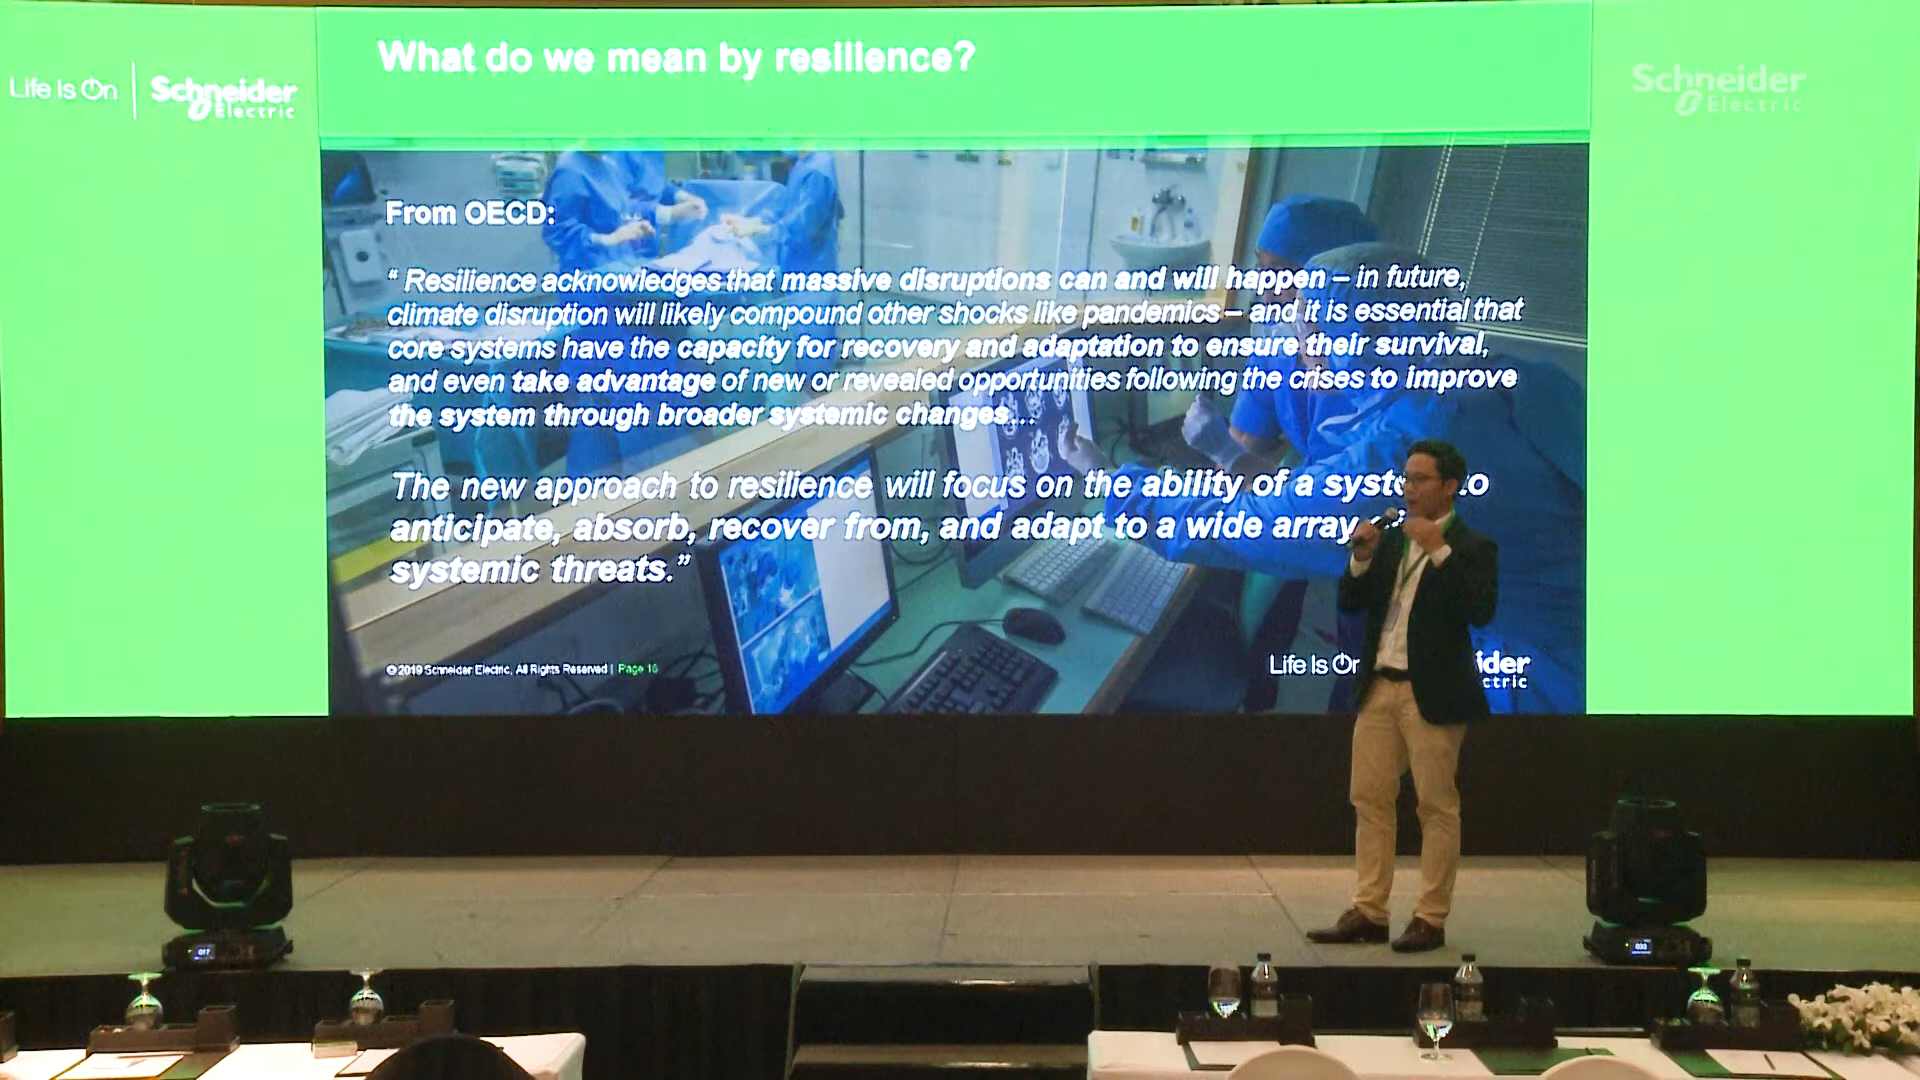 What do we mean by resilience?
Life Is On | Schneider Electric
Schneider Electric
From OECD:
“ Resilience acknowledges that massive disruptions can and will happen – in future,
climate disruption will likely compound other shocks like pandemics – and it is essential that
core systems have the capacity for recovery and adaptation to ensure their survival,
and even take advantage of new or revealed opportunities following the crises to improve
the system through broader systemic changes…
The new approach to resilience will focus on the ability of a to
anticipate, absorb, recover from, and adapt to a wide array
systemic threats.”
© 2019 Schneider Electric, All Rights Reserved | Page 16
Life Is On
017
033